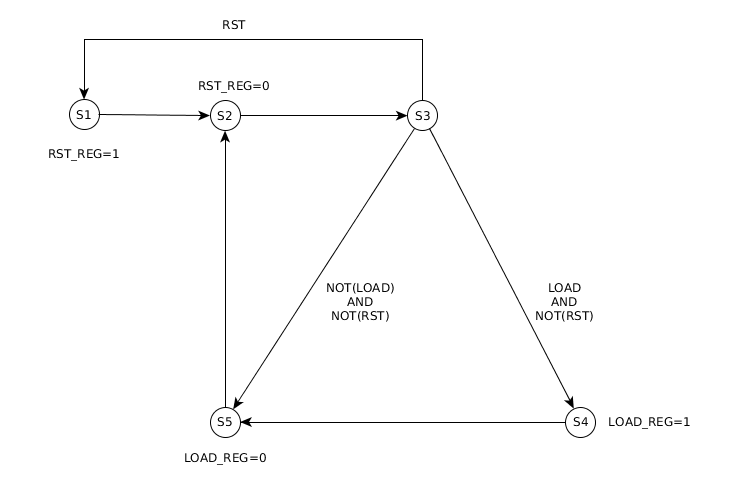 RST
RST_REG=0
S1
S2
S3
RST_REG=1
NOT(LOAD)
AND
NOT(RST)
LOAD
AND
NOT(RST)
S5
S4
LOAD_REG=1
LOAD_REG=0